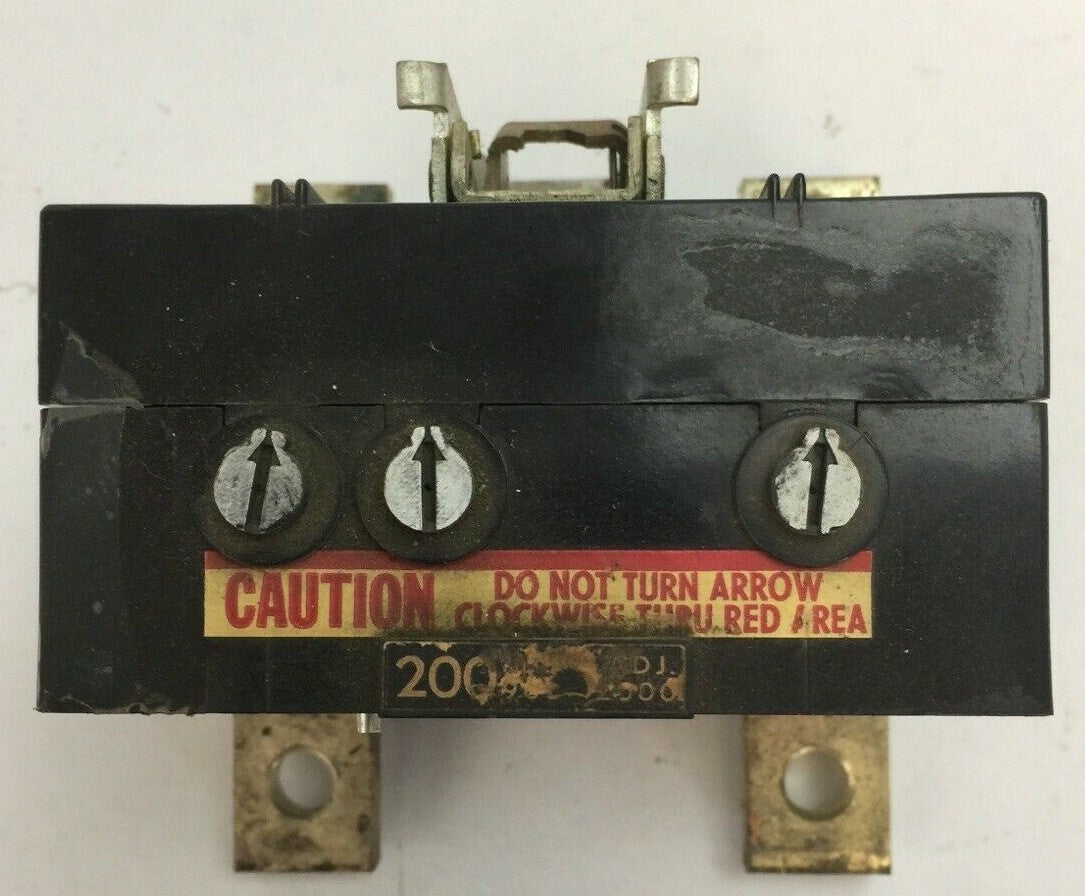 CAUTION
DO NOT TURN ARROW
CLOCKWISE THRU RED AREA
200